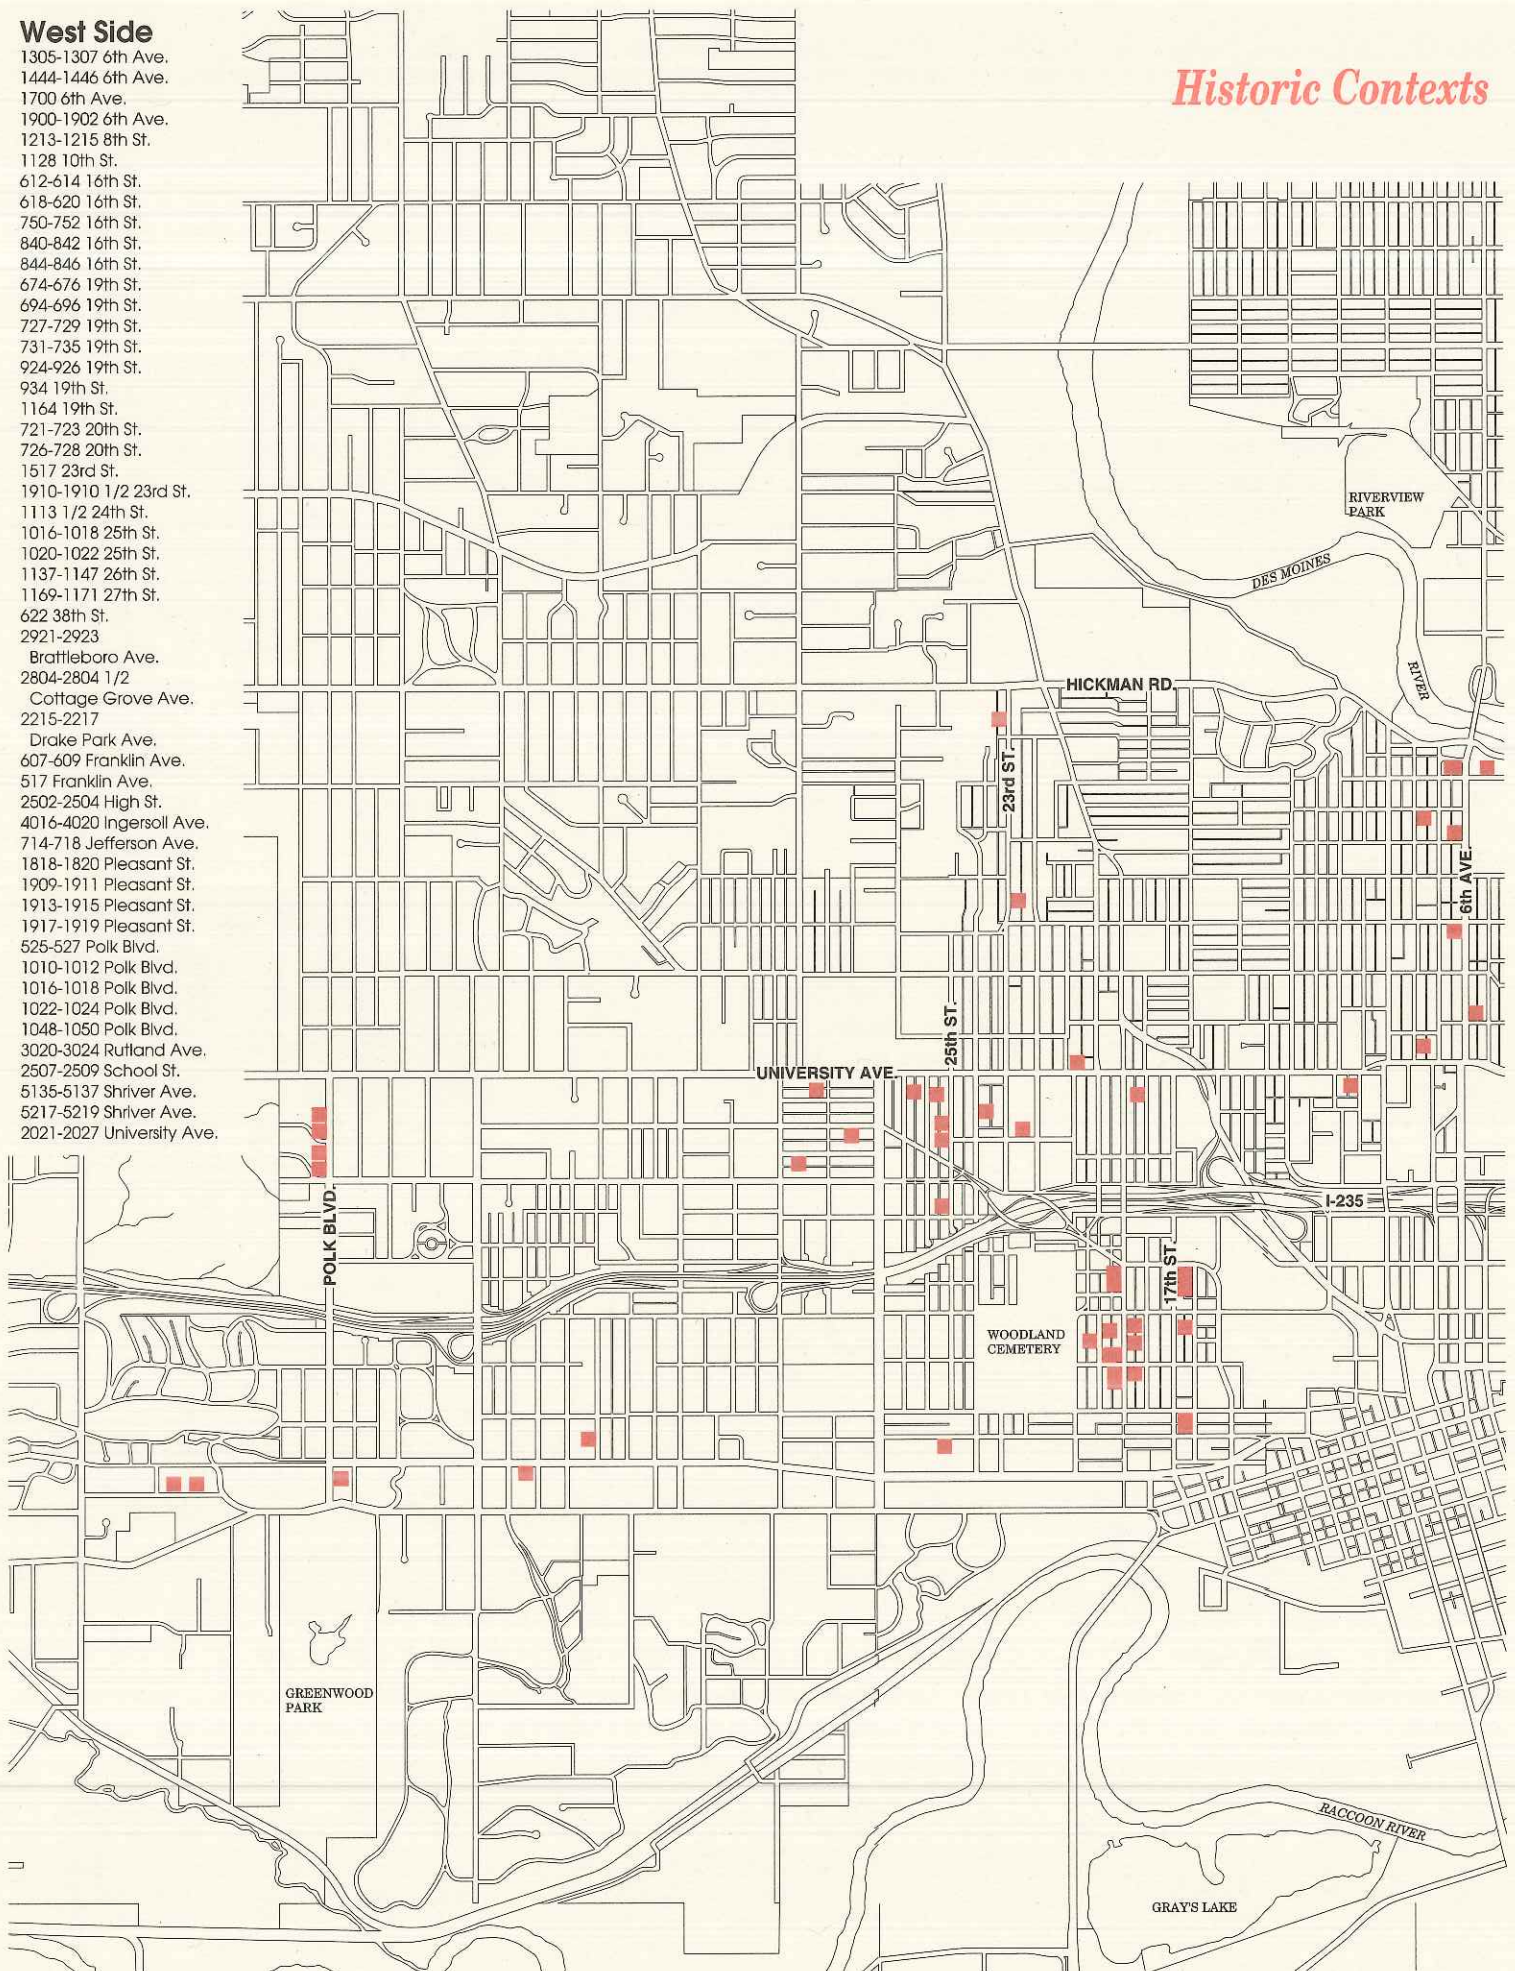 West Side
1305-1307 6th Ave.
1444-1446 6th Ave.
1700 6th Ave.
1900-1902 6th Ave.
1213-1215 8th St.
1128 10th St.
612-614 16th St.
618-620 16th St.
750-752 16th St.
840-842 16th St.
844-846 16th St.
674-676 19th St.
694-696 19th St.
727-729 19th St.
731-735 19th St.
924-926 19th St.
934 19th St.
1164 19th St.
721-723 20th St.
726-728 20th St.
1517 23rd St.
1910-1910 1/2 23rd St.
1113 1/2 24th St.
1016-1018 25th St.
1020-1022 25th St.
1137-1147 26th St.
1169-1171 27th St.
622 38th St.
2921-2923
Brattleboro Ave.
2804-2804 1/2
Cottage Grove Ave.
2215-2217
Drake Park Ave.
607-609 Franklin Ave.
517 Franklin Ave.
2502-2504 High St.
4016-4020 Ingersoll Ave.
714-718 Jefferson Ave.
1818-1820 Pleasant St.
1909-1911 Pleasant St.
1913-1915 Pleasant St.
1917-1919 Pleasant St.
525-527 Polk Blvd.
1010-1012 Polk Blvd.
1016-1018 Polk Blvd.
1022-1024 Polk Blvd.
1048-1050 Polk Blvd.
3020-3024 Rutland Ave.
2507-2509 School St.
5135-5137 Shriver Ave.
5217-5219 Shriver Ave.
2021-2027 University Ave.
Historic Contexts
RIVERVIEW
PARK
DES MOINES
RIVER
HICKMAN RD.
23rd ST.
6th AVE.
25th ST.
UNIVERSITY AVE.
I-235
POLK BLVD.
17th ST.
WOODLAND
CEMETERY
GREENWOOD
PARK
RACCOON RIVER
GRAY'S LAKE